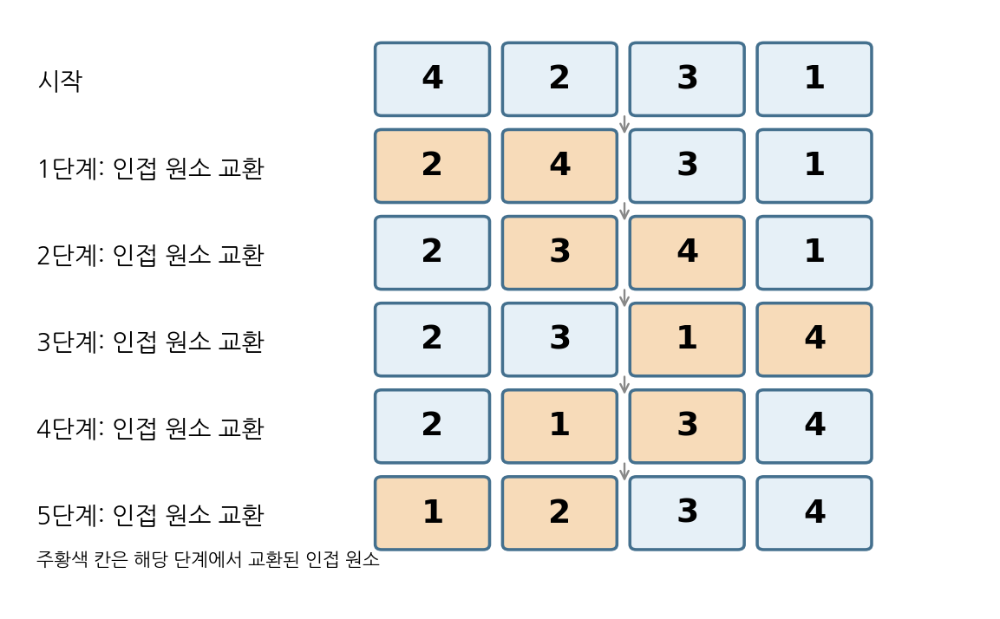 시작 4 2 3 1
1단계: 인접 원소 교환 2 4 3 1
2단계: 인접 원소 교환 2 3 4 1
3단계: 인접 원소 교환 2 3 1 4
4단계: 인접 원소 교환 2 1 3 4
5단계: 인접 원소 교환 1 2 3 4
주황색 칸은 해당 단계에서 교환된 인접 원소